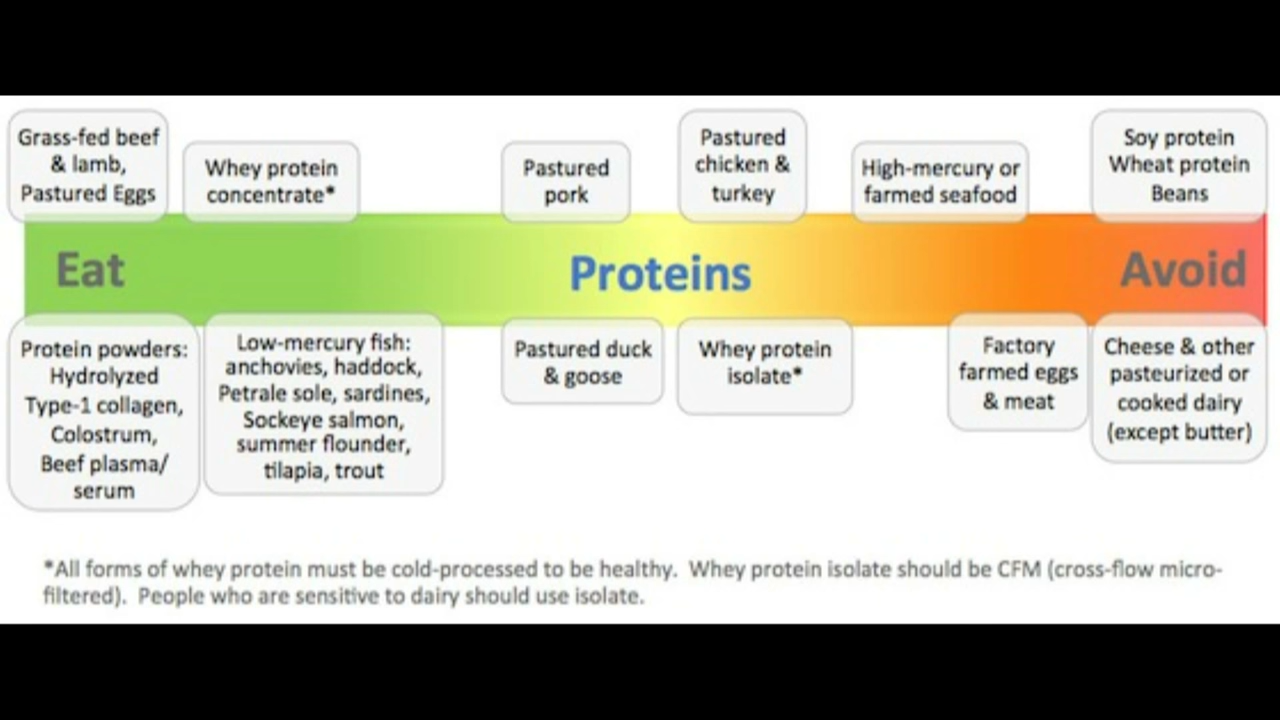 Grass-fed beef
& lamb,
Pastured Eggs
Whey protein
concentrate*
Pastured
pork
Pastured
chicken &
turkey
High-mercury or
farmed seafood
Soy protein
Wheat protein
Beans
Eat
Proteins
Avoid
Protein powders:
Hydrolyzed
Type-1 collagen,
Colostrum,
Beef plasma/
serum
Low-mercury fish:
anchovies, haddock,
Petrale sole, sardines,
Sockeye salmon,
summer flounder,
tilapia, trout
Pastured duck
& goose
Whey protein
isolate*
Factory
farmed eggs
& meat
Cheese & other
pasteurized or
cooked dairy
(except butter)
*All forms of whey protein must be cold-processed to be healthy. Whey protein isolate should be CFM (cross-flow micro-
filtered). People who are sensitive to dairy should use isolate.